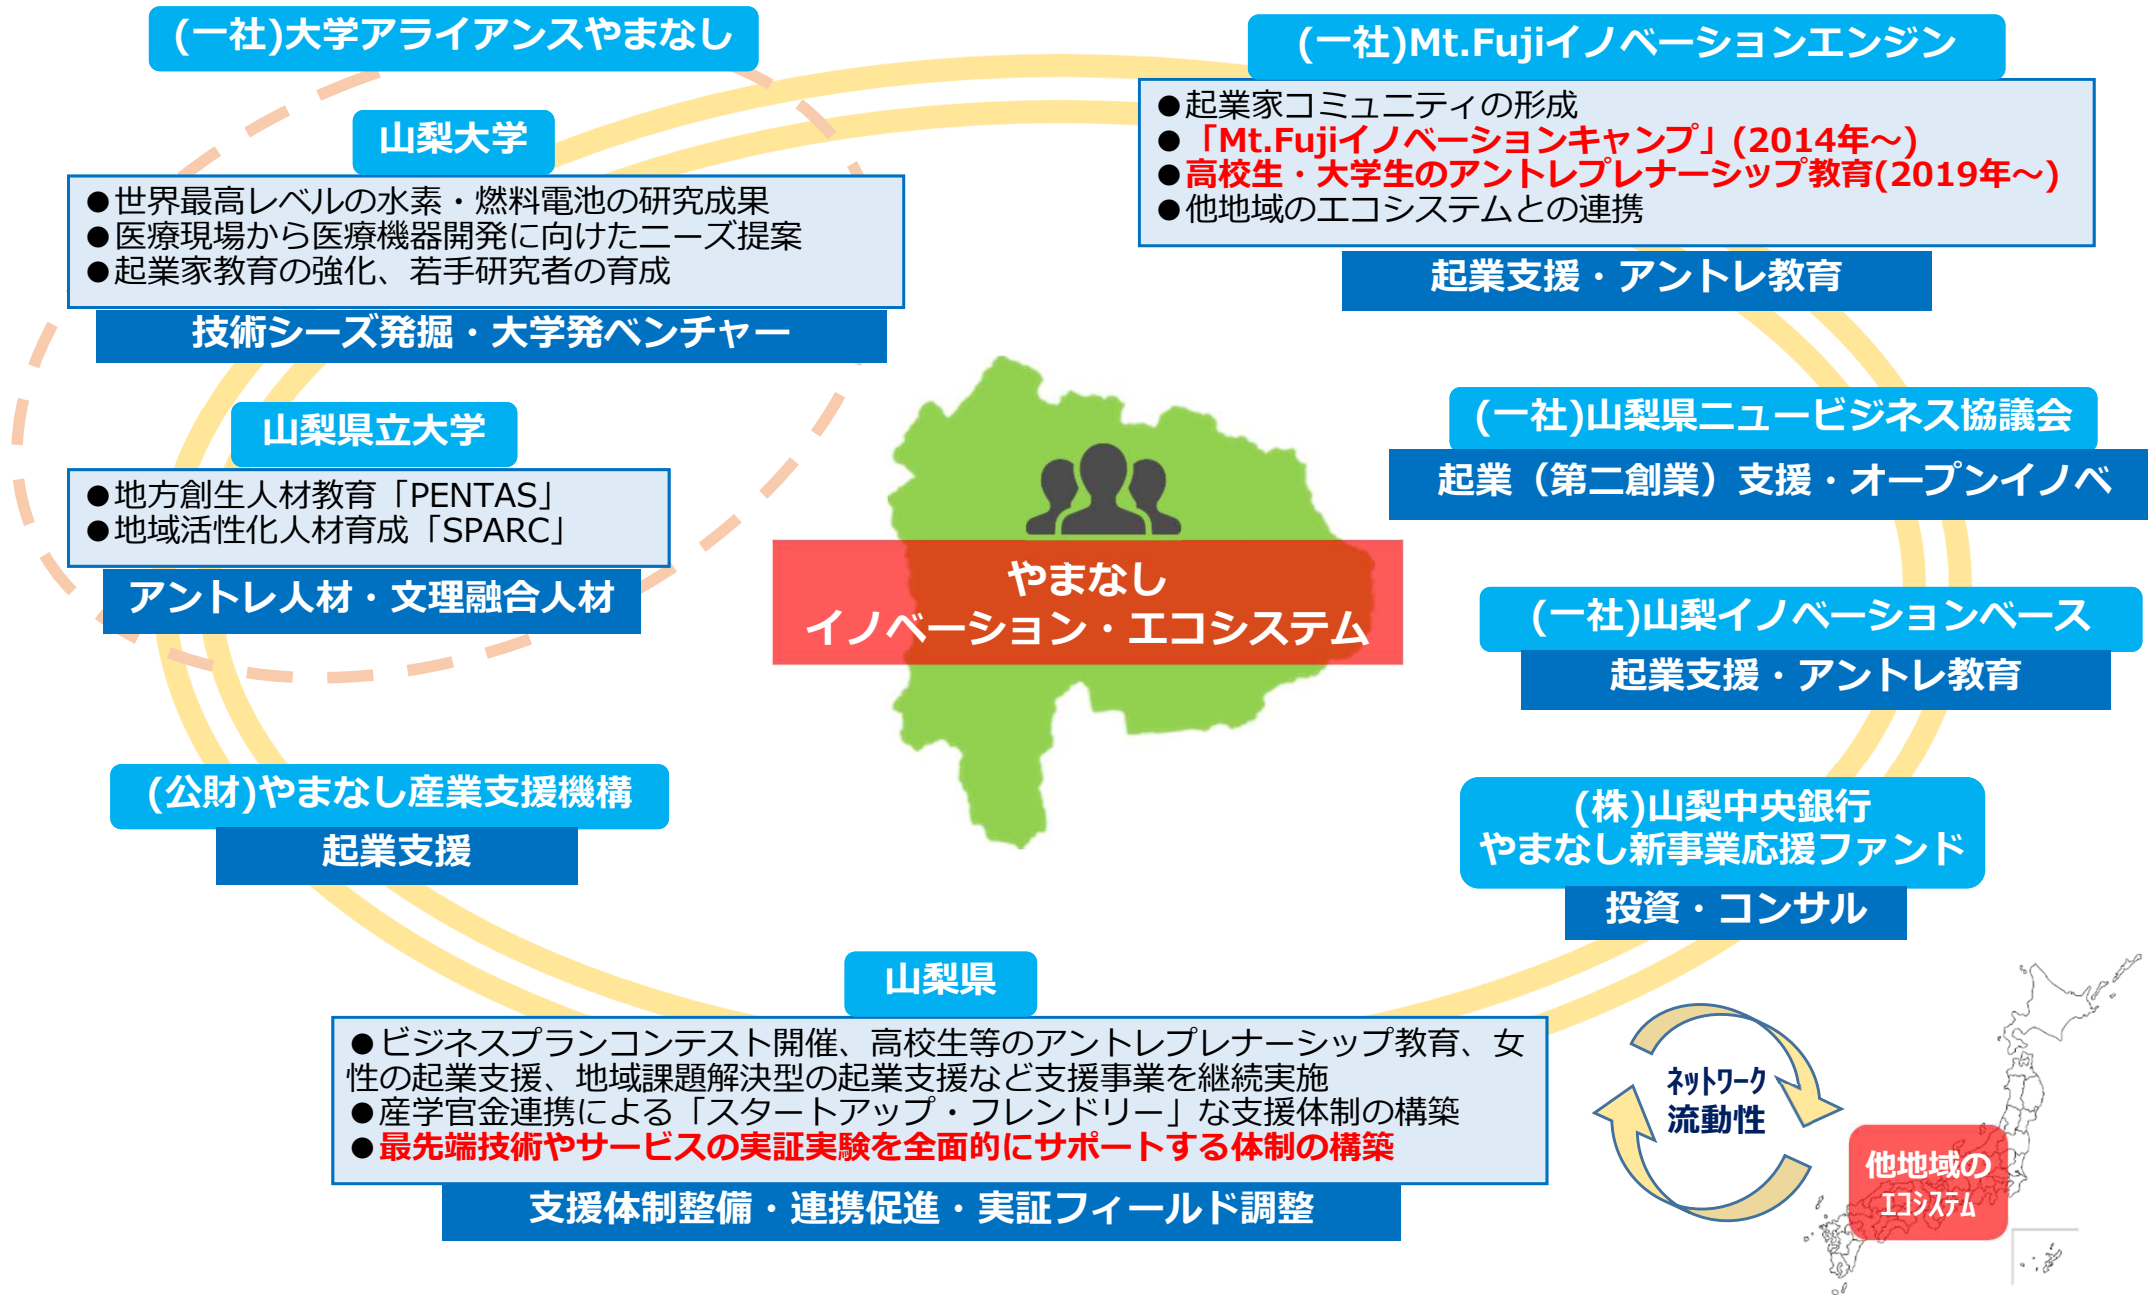 (一社)大学アライアンスやまなし
山梨大学
●世界最高レベルの水素・燃料電池の研究成果
●医療現場から医療機器開発に向けたニーズ提案
●起業家教育の強化、若手研究者の育成
技術シーズ発掘・大学発ベンチャー
山梨県立大学
●地方創生人材教育「PENTAS」
●地域活性化人材育成「SPARC」
アントレ人材・文理融合人材
(公財)やまなし産業支援機構
起業支援
(一社)Mt.Fujiイノベーションエンジン
●起業家コミュニティの形成
●「Mt.Fujiイノベーションキャンプ」(2014年～)
●高校生・大学生のアントレプレナーシップ教育(2019年～)
●他地域のエコシステムとの連携
起業支援・アントレ教育
(一社)山梨県ニュービジネス協議会
起業（第二創業）支援・オープンイノベ
(一社)山梨イノベーションベース
起業支援・アントレ教育
(株)山梨中央銀行
やまなし新事業応援ファンド
投資・コンサル
やまなし
イノベーション・エコシステム
山梨県
●ビジネスプランコンテスト開催、高校生等のアントレプレナーシップ教育、女
性の起業支援、地域課題解決型の起業支援など支援事業を継続実施
●産学官金連携による「スタートアップ・フレンドリー」な支援体制の構築
●最先端技術やサービスの実証実験を全面的にサポートする体制の構築
支援体制整備・連携促進・実証フィールド調整
ﾈｯﾄﾜｰｸ
流動性
他地域の
ｴｺｼｽﾃﾑ